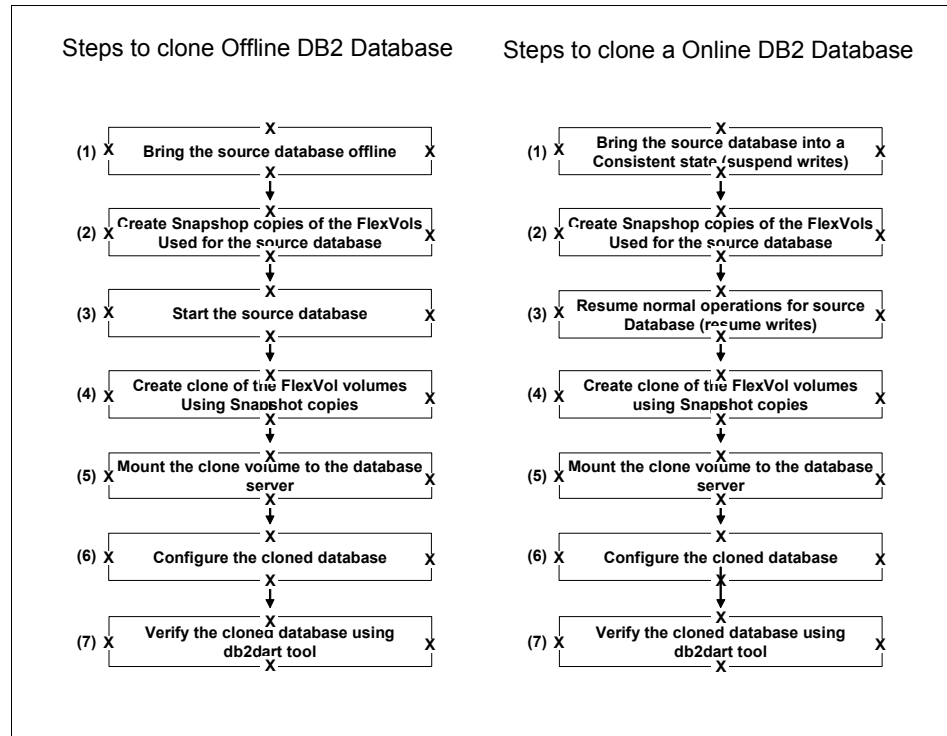 Steps to clone Offline DB2 Database
(1)
Bring the source database offline
(2)
Create Snapshop copies of the FlexVols
Used for the source database
(3)
Start the source database
(4)
Create clone of the FlexVol volumes
Using Snapshot copies
(5)
Mount the clone volume to the database
server
(6)
Configure the cloned database
(7)
Verify the cloned database using
db2dart tool
Steps to clone a Online DB2 Database
(1)
Bring the source database into a
Consistent state (suspend writes)
(2)
Create Snapshop copies of the FlexVols
Used for the source database
(3)
Resume normal operations for source
Database (resume writes)
(4)
Create clone of the FlexVol volumes
using Snapshot copies
(5)
Mount the clone volume to the database
server
(6)
Configure the cloned database
(7)
Verify the cloned database using
db2dart tool